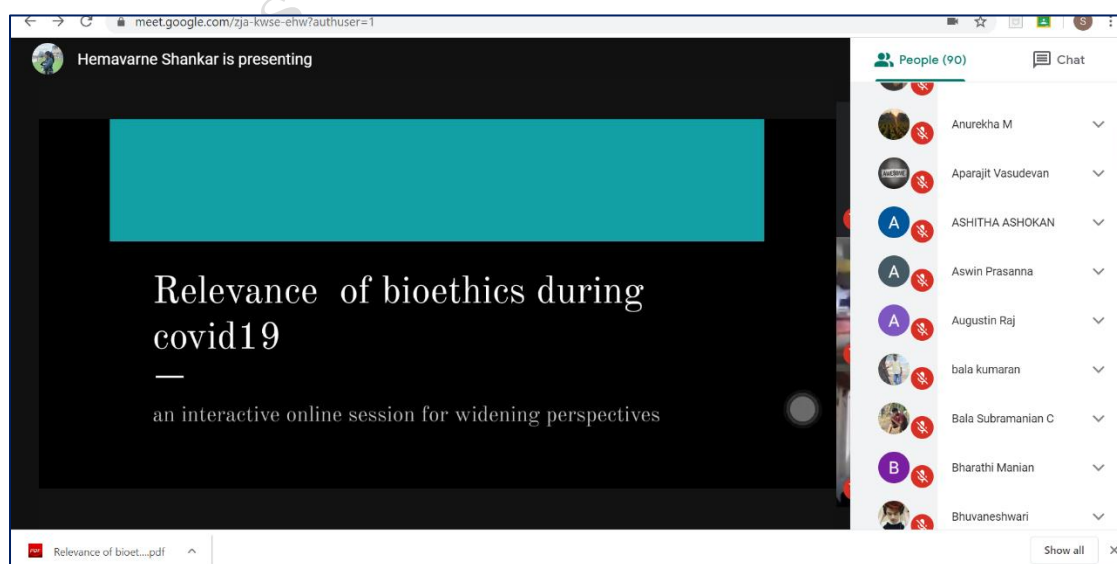 meet.google.com/zja-kwse-ehw?authuser=1
S
Hemavarne Shankar is presenting
People (90)
Chat
Relevance of bioethics during
covid19
an interactive online session for widening perspectives
Anurekha M
AWESOME
Aparajit Vasudevan
A
ASHITHA ASHOKAN
A
Aswin Prasanna
A
Augustin Raj
bala kumaran
Bala Subramanian C
B
Bharathi Manian
Bhuvaneshwari
PDF
Relevance of bioet....pdf
Show all